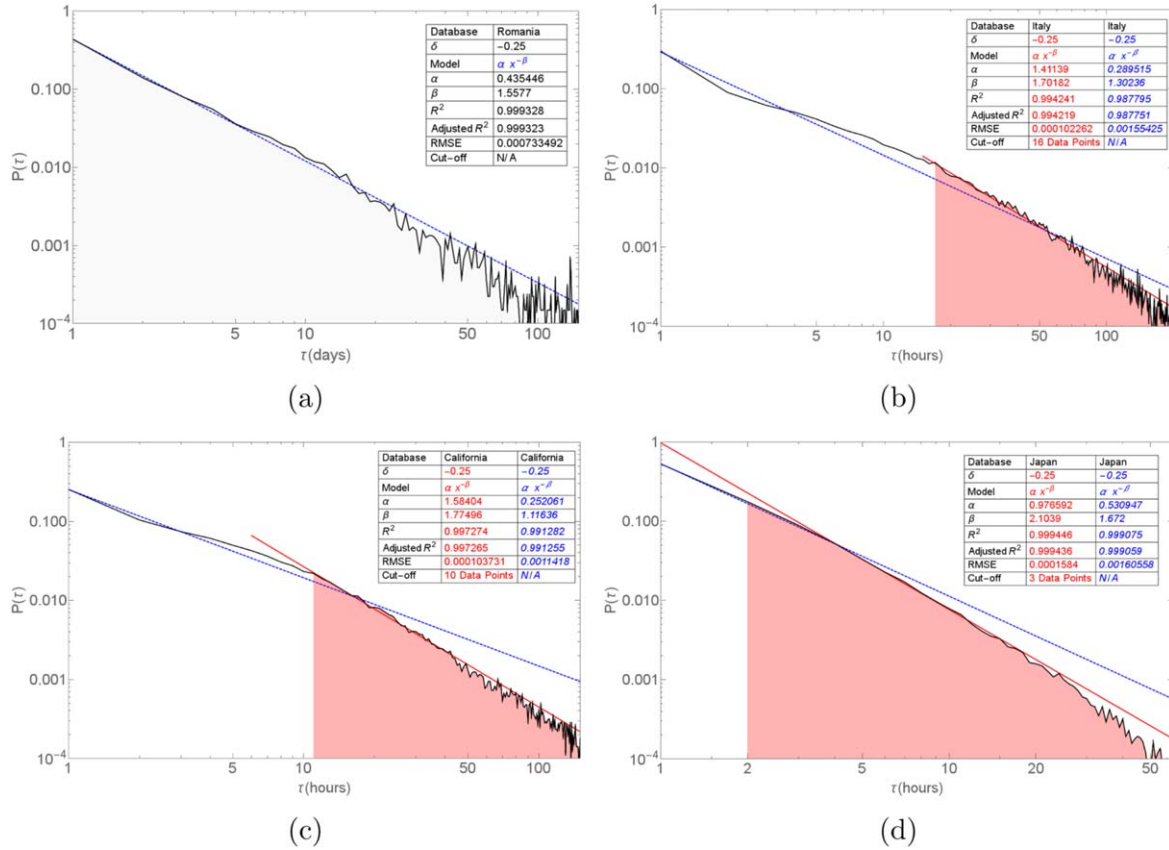 Database Romania
δ −0.25
Model α x^−β
α 0.435446
β 1.5577
R² 0.999328
Adjusted R² 0.999323
RMSE 0.000733492
Cut−off N/A
1
0.100
0.010
0.001
10⁻⁴
P(τ)
1 5 10 50 100
τ(days)
(a)
Database Italy Italy
δ −0.25 −0.25
Model α x^−β α x^−β
α 1.41139 0.289515
β 1.70182 1.30236
R² 0.994241 0.987795
Adjusted R² 0.994219 0.987751
RMSE 0.000102262 0.00155425
Cut−off 16 Data Points N/A
1
0.100
0.010
0.001
10⁻⁴
P(τ)
1 5 10 50 100
τ(hours)
(b)
Database California California
δ −0.25 −0.25
Model α x^−β α x^−β
α 1.58404 0.252061
β 1.77496 1.11636
R² 0.997274 0.991282
Adjusted R² 0.997265 0.991255
RMSE 0.000103731 0.0011418
Cut−off 10 Data Points N/A
1
0.100
0.010
0.001
10⁻⁴
P(τ)
1 5 10 50 100
τ(hours)
(c)
Database Japan Japan
δ −0.25 −0.25
Model α x^−β α x^−β
α 0.976592 0.530947
β 2.1039 1.672
R² 0.999446 0.999075
Adjusted R² 0.999436 0.999059
RMSE 0.0001584 0.00160558
Cut−off 3 Data Points N/A
1
0.100
0.010
0.001
10⁻⁴
P(τ)
1 2 5 10 20 50
τ(hours)
(d)